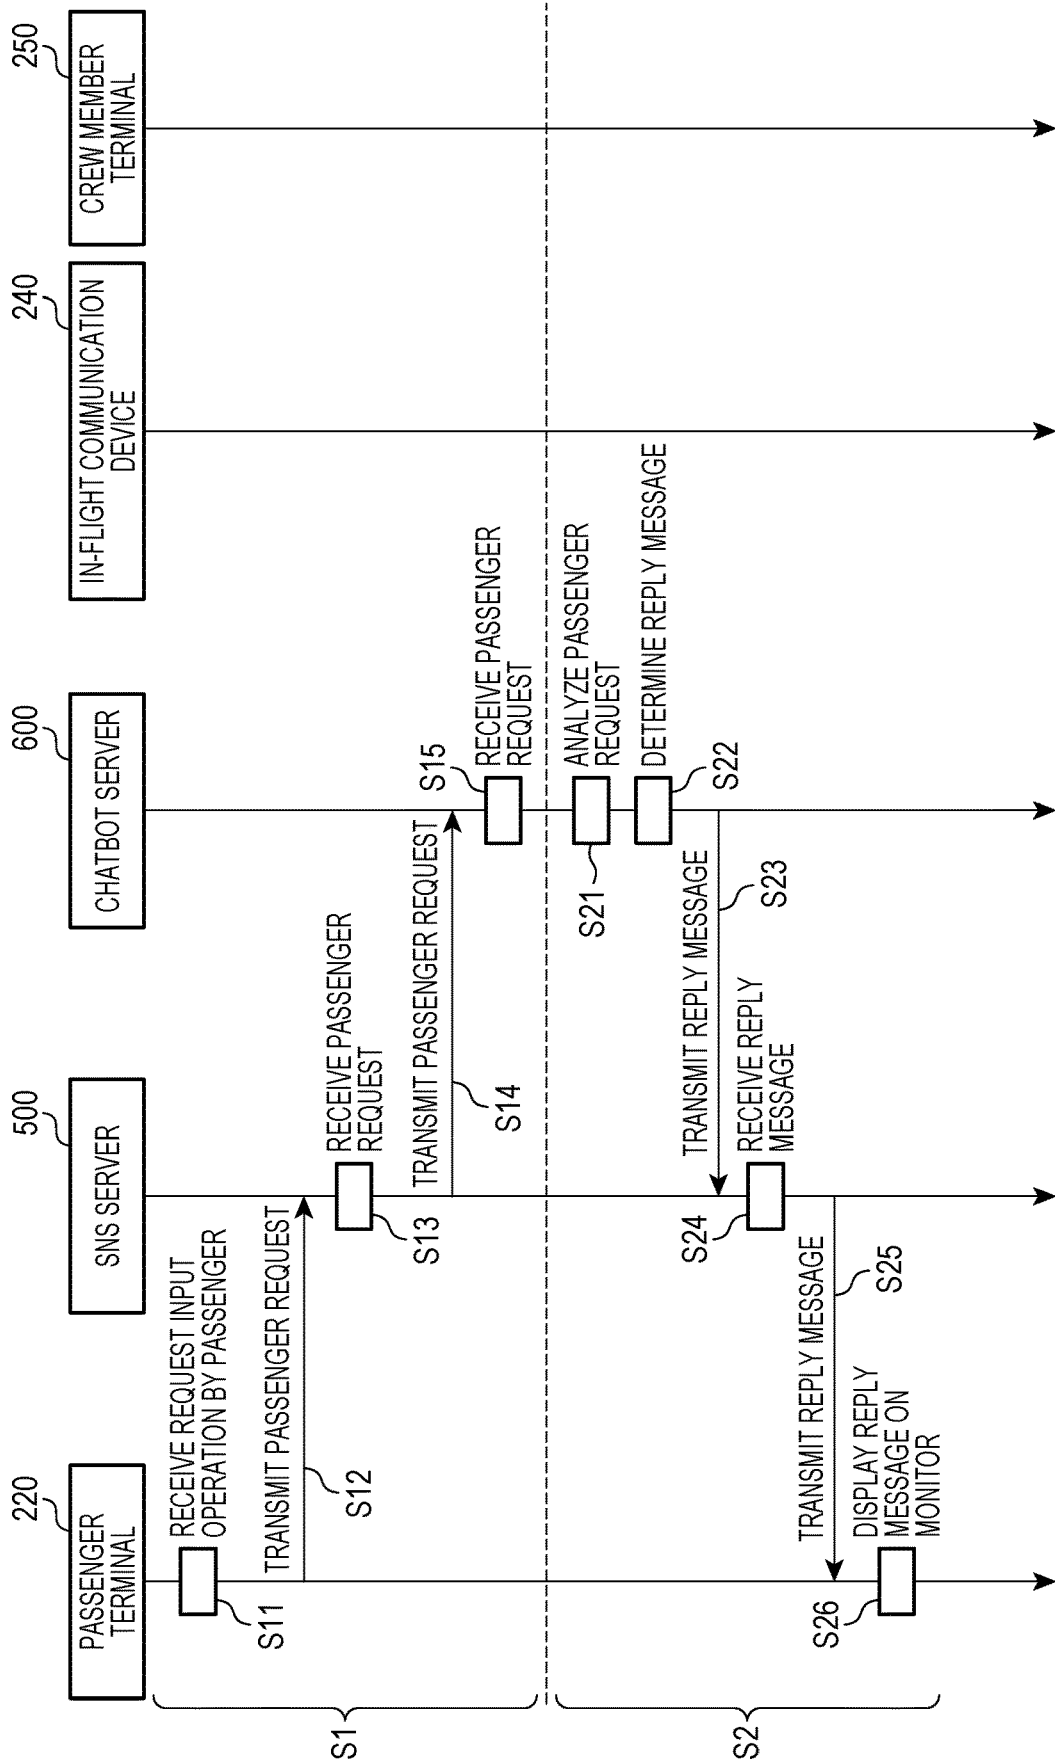 220
PASSENGER
TERMINAL
500
SNS SERVER
600
CHATBOT SERVER
240
IN-FLIGHT COMMUNICATION
DEVICE
250
CREW MEMBER
TERMINAL
S1
RECEIVE REQUEST INPUT
OPERATION BY PASSENGER
S11
TRANSMIT PASSENGER REQUEST
S12
RECEIVE PASSENGER
REQUEST
S13
TRANSMIT PASSENGER REQUEST
S14
S15
RECEIVE PASSENGER
REQUEST
S2
ANALYZE PASSENGER
REQUEST
S21
DETERMINE REPLY MESSAGE
S22
TRANSMIT REPLY MESSAGE
S23
RECEIVE REPLY
MESSAGE
S24
TRANSMIT REPLY MESSAGE
S25
DISPLAY REPLY
MESSAGE ON
MONITOR
S26